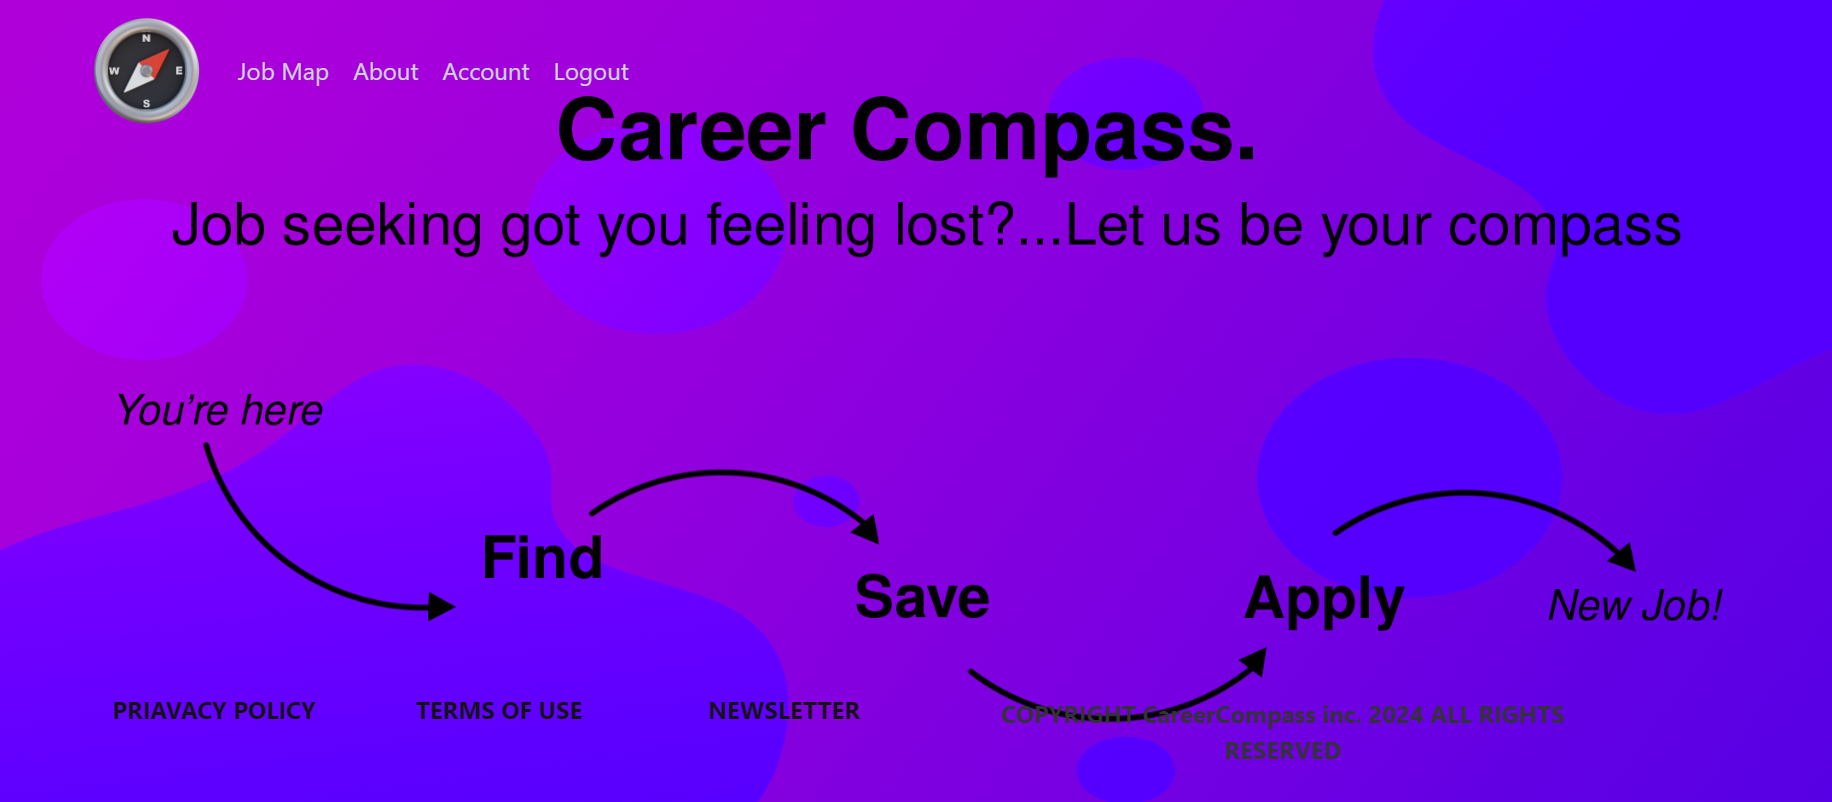 N
W E
S
Job Map About Account Logout
Career Compass.
Job seeking got you feeling lost?...Let us be your compass
You’re here
Find
Save
Apply
New Job!
PRIAVACY POLICY
TERMS OF USE
NEWSLETTER
COPYRIGHT CareerCompass inc. 2024 ALL RIGHTS
RESERVED